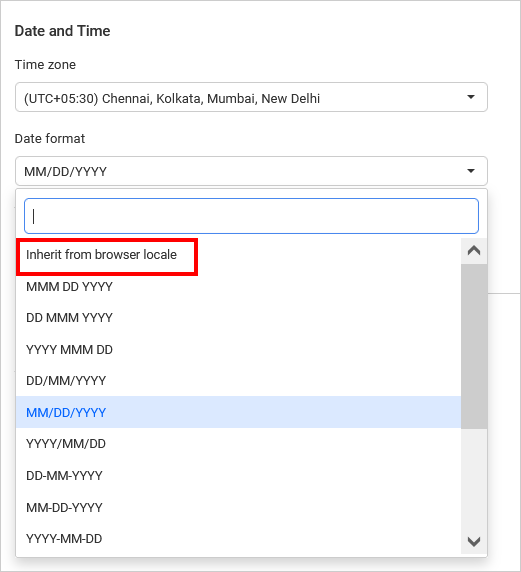 Date and Time
Time zone
(UTC+05:30) Chennai, Kolkata, Mumbai, New Delhi
Date format
MM/DD/YYYY
Inherit from browser locale
MMM DD YYYY
DD MMM YYYY
YYYY MMM DD
DD/MM/YYYY
MM/DD/YYYY
YYYY/MM/DD
DD-MM-YYYY
MM-DD-YYYY
YYYY-MM-DD